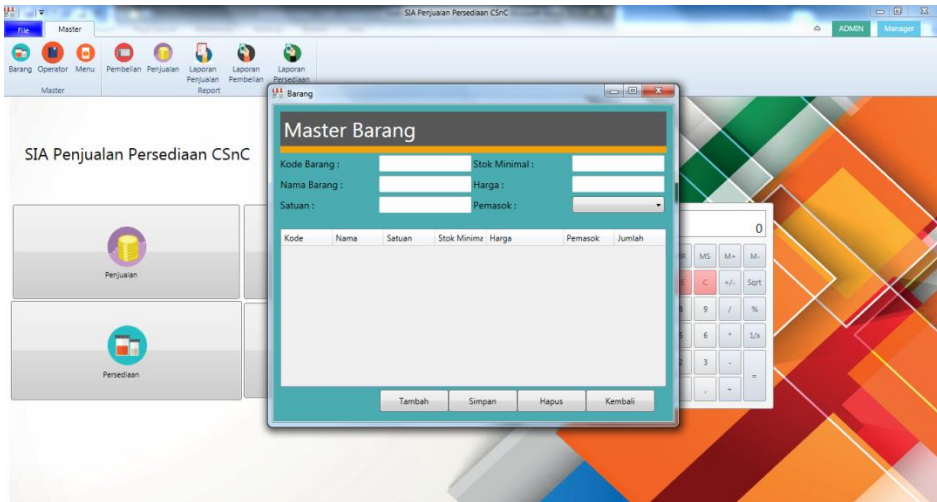 SIA Penjualan Persediaan CSnC
File Master ADMIN Manager
Barang Operator Menu Pembelian Penjualan Laporan Penjualan Laporan Pembelian Laporan Persediaan
Master Report
SIA Penjualan Persediaan CSnC
Penjualan
Persediaan
Barang
Master Barang
Kode Barang : Stok Minimal :
Nama Barang : Harga :
Satuan : Pemasok :
Kode Nama Satuan Stok Minima Harga Pemasok Jumlah
Tambah Simpan Hapus Kembali
0
MS M+ M-
C +/- Sqrt
9 / %
6 * 1/x
3 - =
, +